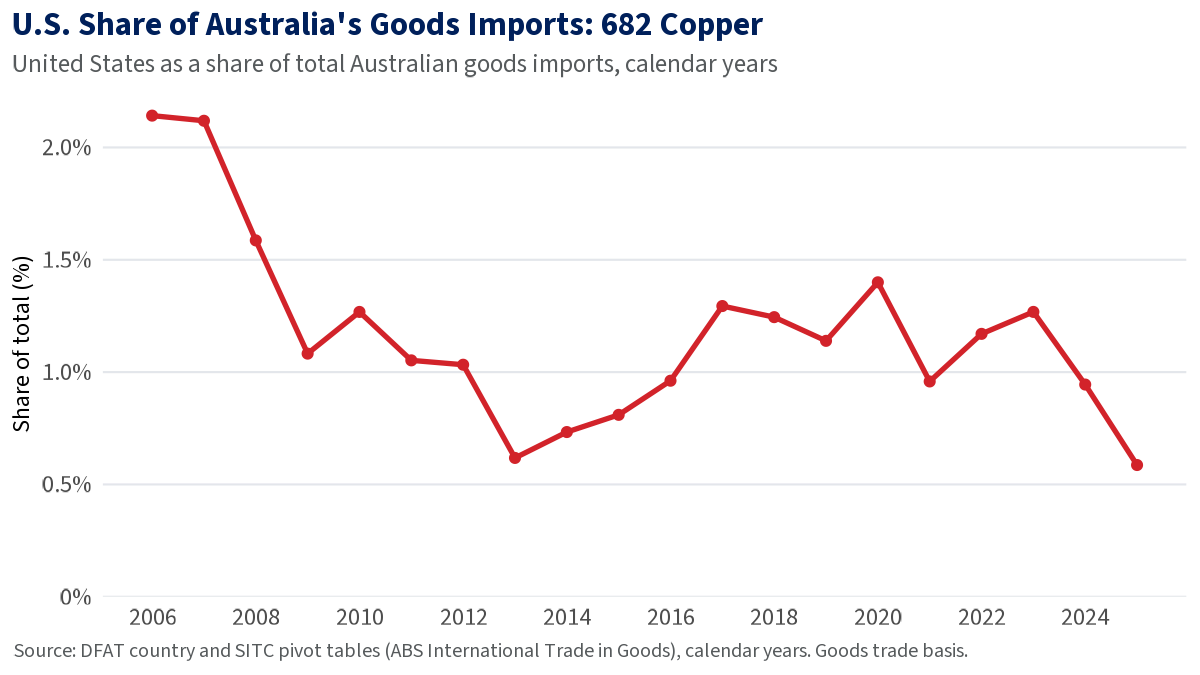 U.S. Share of Australia's Goods Imports: 682 Copper
United States as a share of total Australian goods imports, calendar years
Share of total (%)
2.0%
1.5%
1.0%
0.5%
0%
2006 2008 2010 2012 2014 2016 2018 2020 2022 2024
Source: DFAT country and SITC pivot tables (ABS International Trade in Goods), calendar years. Goods trade basis.